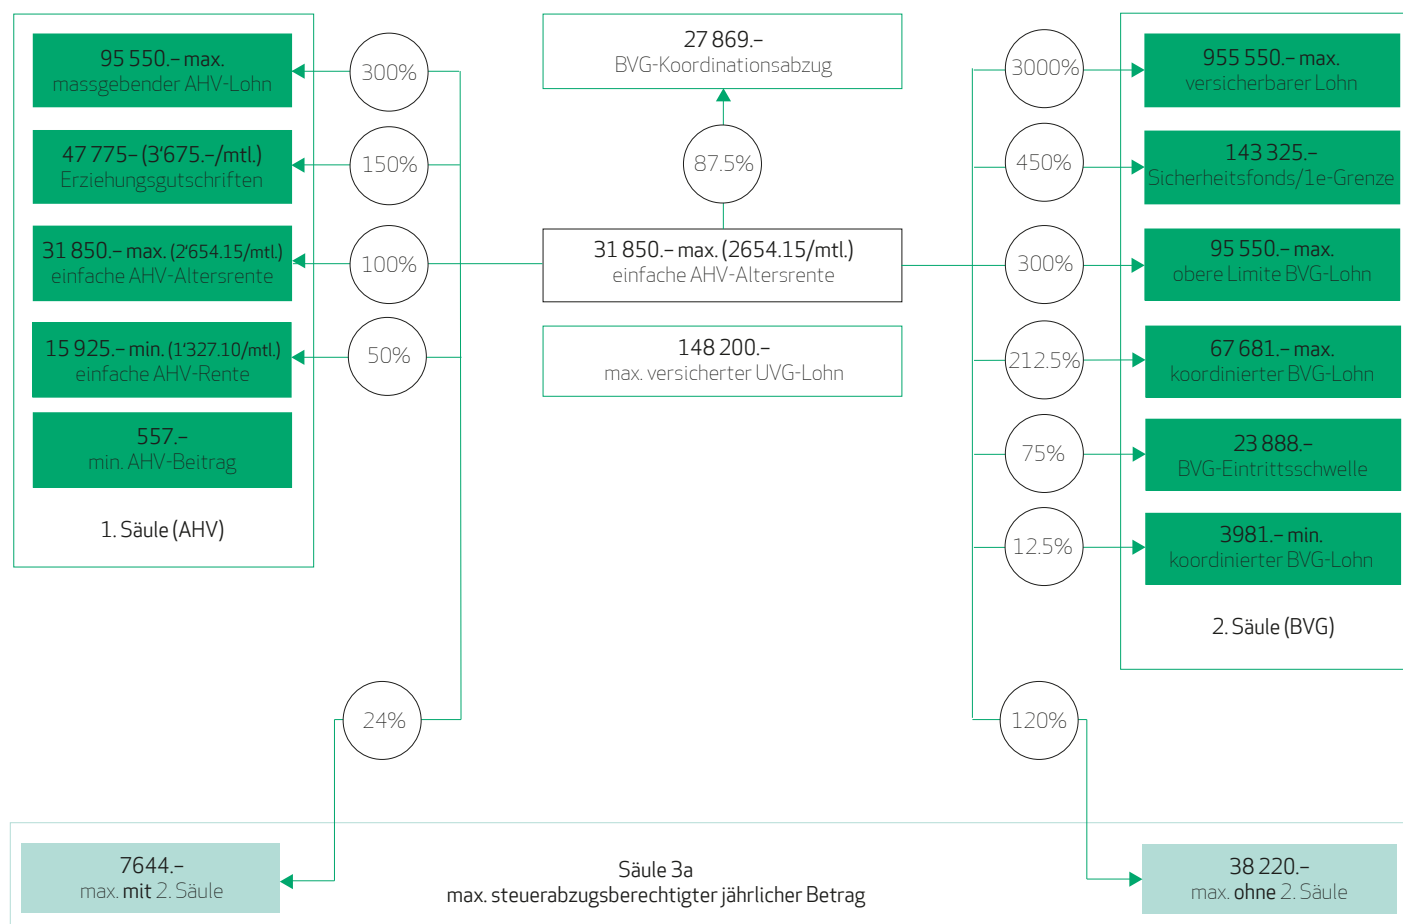 95 550.– max.
massgebender AHV-Lohn
300%
47 775– (3'675.–/mtl.)
Erziehungsgutschriften
150%
31 850.– max. (2'654.15/mtl.)
einfache AHV-Altersrente
100%
15 925.– min. (1'327.10/mtl.)
einfache AHV-Rente
50%
557.–
min. AHV-Beitrag
1. Säule (AHV)
27 869.–
BVG-Koordinationsabzug
87.5%
31 850.– max. (2654.15/mtl.)
einfache AHV-Altersrente
148 200.–
max. versicherter UVG-Lohn
3000%
955 550.– max.
versicherbarer Lohn
450%
143 325.–
Sicherheitsfonds/1e-Grenze
300%
95 550.– max.
obere Limite BVG-Lohn
212.5%
67 681.– max.
koordinierter BVG-Lohn
75%
23 888.–
BVG-Eintrittsschwelle
12.5%
3981.– min.
koordinierter BVG-Lohn
2. Säule (BVG)
24%
120%
7644.–
max. mit 2. Säule
Säule 3a
max. steuerabzugsberechtigter jährlicher Betrag
38 220.–
max. ohne 2. Säule